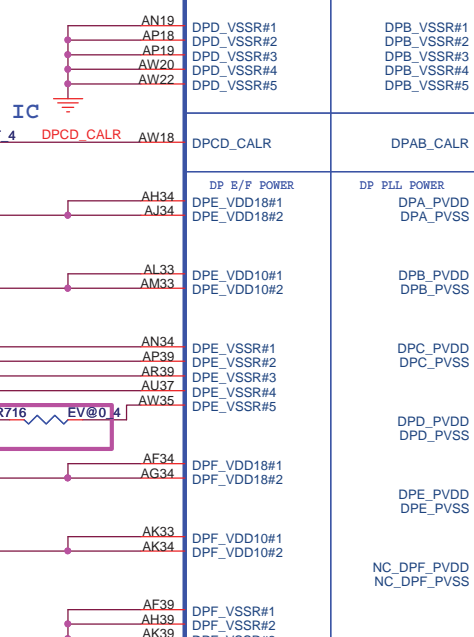 AN19 DPD_VSSR#1 DPB_VSSR#1
AP18 DPD_VSSR#2 DPB_VSSR#2
AP19 DPD_VSSR#3 DPB_VSSR#3
AW20 DPD_VSSR#4 DPB_VSSR#4
AW22 DPD_VSSR#5 DPB_VSSR#5
IC
_4 DPCD_CALR AW18 DPCD_CALR DPAB_CALR
DP E/F POWER DP PLL POWER
AH34 DPE_VDD18#1 DPA_PVDD
AJ34 DPE_VDD18#2 DPA_PVSS
AL33 DPE_VDD10#1 DPB_PVDD
AM33 DPE_VDD10#2 DPB_PVSS
AN34 DPE_VSSR#1 DPC_PVDD
AP39 DPE_VSSR#2 DPC_PVSS
AR39 DPE_VSSR#3
AU37 DPE_VSSR#4
AW35 DPE_VSSR#5
R716 EV@0_4 DPD_PVDD
DPD_PVSS
AF34 DPF_VDD18#1
AG34 DPF_VDD18#2
DPE_PVDD
DPE_PVSS
AK33 DPF_VDD10#1
AK34 DPF_VDD10#2
NC_DPF_PVDD
NC_DPF_PVSS
AF39 DPF_VSSR#1
AH39 DPF_VSSR#2
AK39